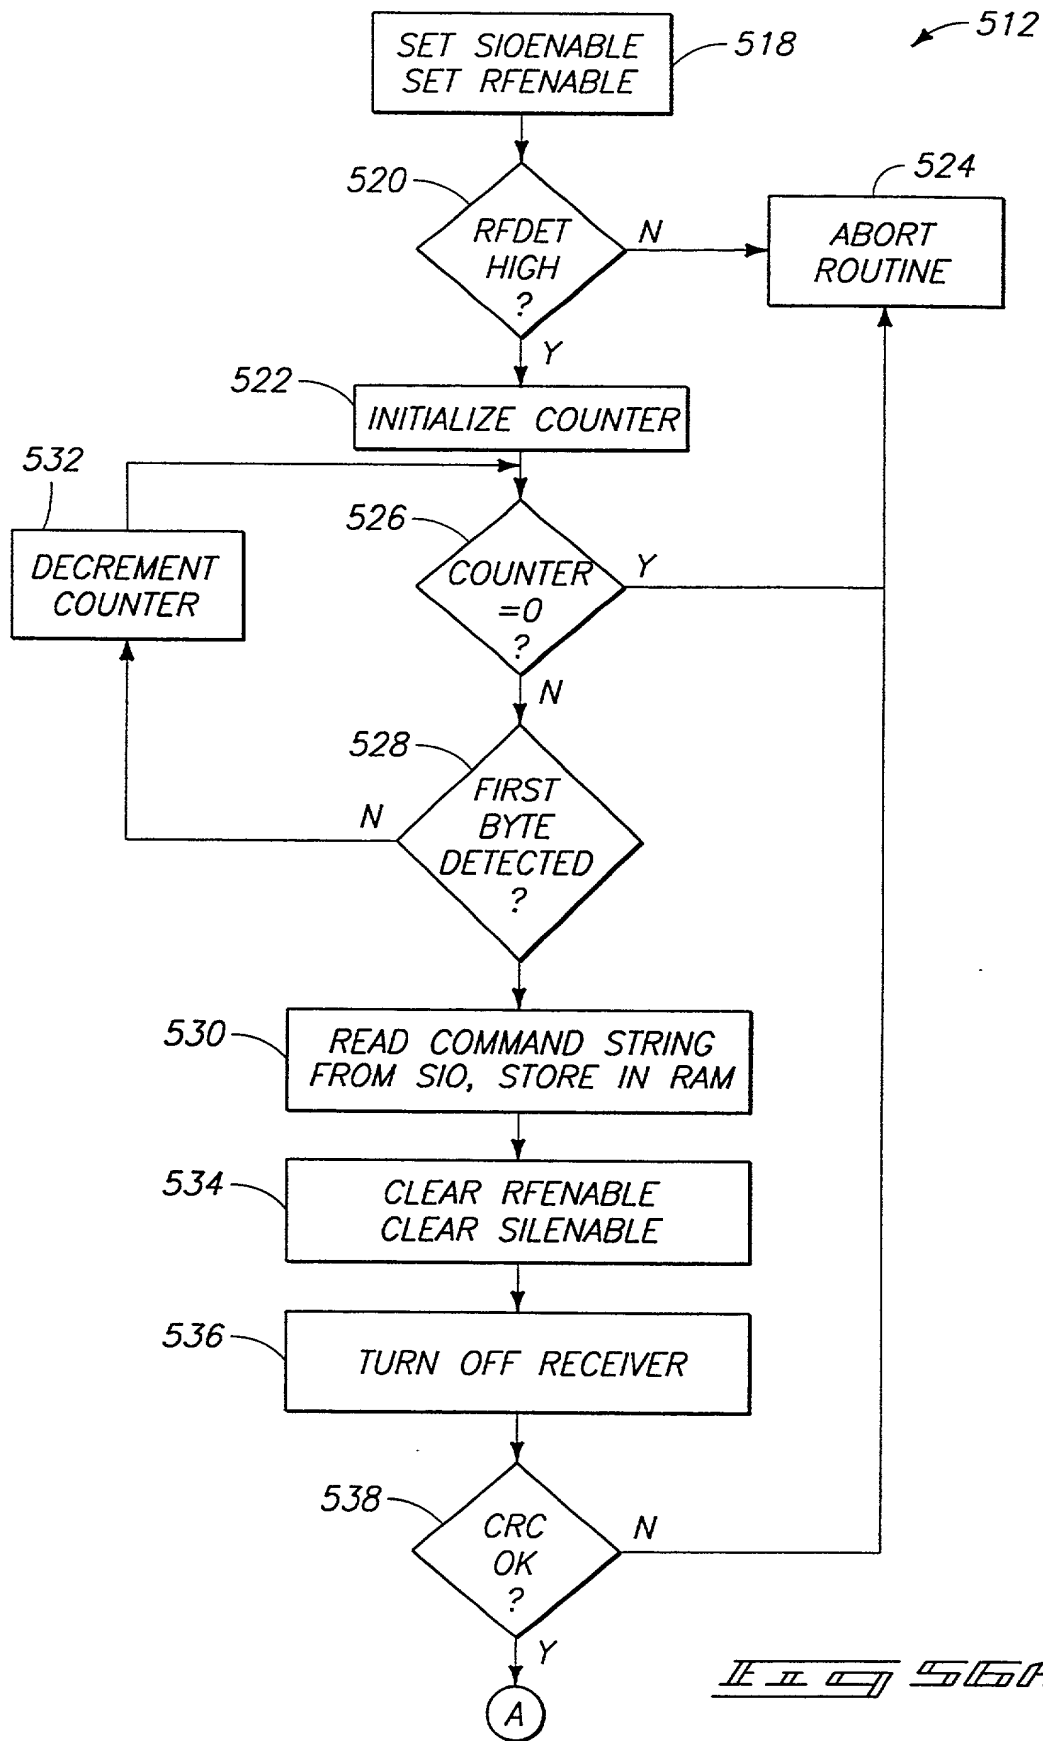 512
SET SIOENABLE
SET RFENABLE
518
520
RFDET
HIGH
?
N
Y
524
ABORT
ROUTINE
522
INITIALIZE COUNTER
532
DECREMENT
COUNTER
526
COUNTER
=0
?
Y
N
528
FIRST
BYTE
DETECTED
?
N
530
READ COMMAND STRING
FROM SIO, STORE IN RAM
534
CLEAR RFENABLE
CLEAR SILENABLE
536
TURN OFF RECEIVER
538
CRC
OK
?
N
Y
A
FIG 56A